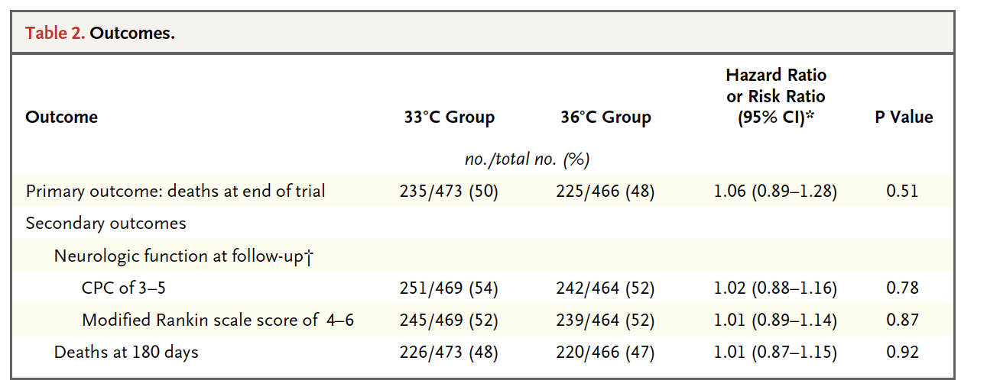 Table 2. Outcomes.
Outcome 33°C Group 36°C Group Hazard Ratio or Risk Ratio (95% CI)* P Value
no./total no. (%)
Primary outcome: deaths at end of trial 235/473 (50) 225/466 (48) 1.06 (0.89–1.28) 0.51
Secondary outcomes
Neurologic function at follow-up†
CPC of 3–5 251/469 (54) 242/464 (52) 1.02 (0.88–1.16) 0.78
Modified Rankin scale score of 4–6 245/469 (52) 239/464 (52) 1.01 (0.89–1.14) 0.87
Deaths at 180 days 226/473 (48) 220/466 (47) 1.01 (0.87–1.15) 0.92